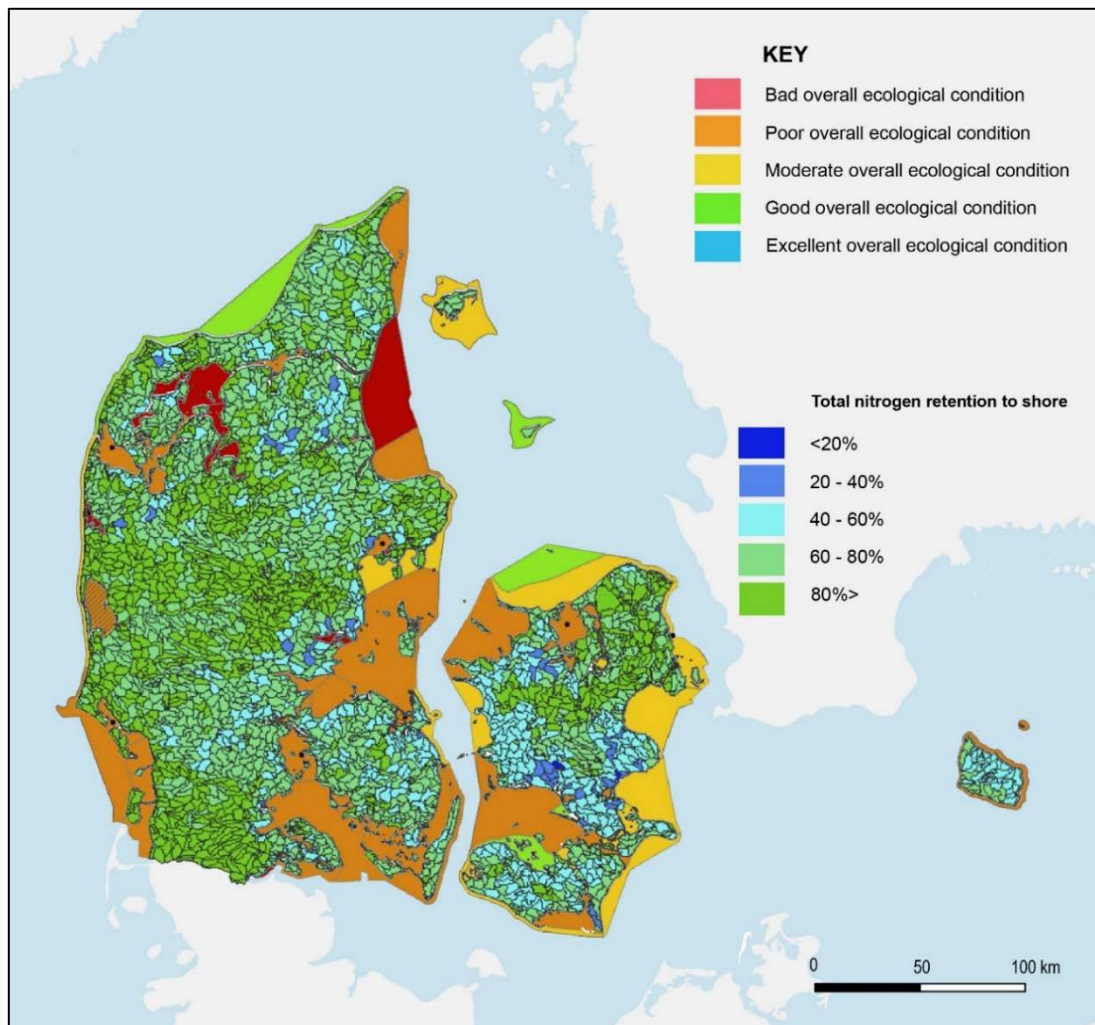 KEY
Bad overall ecological condition
Poor overall ecological condition
Moderate overall ecological condition
Good overall ecological condition
Excellent overall ecological condition
Total nitrogen retention to shore
<20%
20 - 40%
40 - 60%
60 - 80%
80%>
0 50 100 km